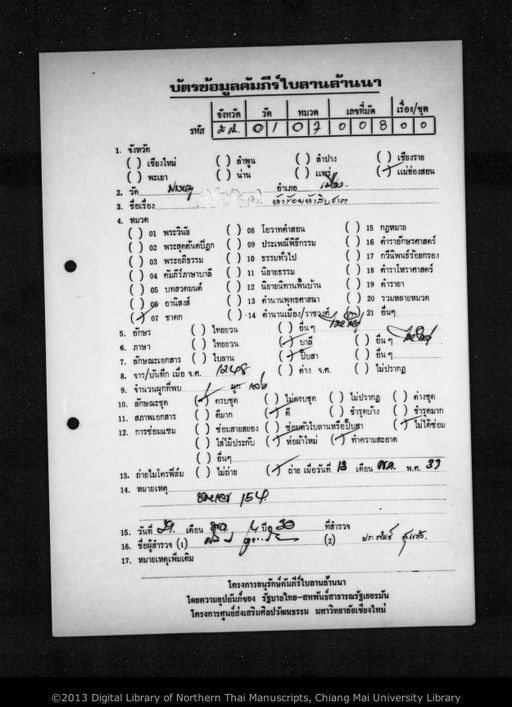 บัตรข้อมูลคัมภีร์ใบลานล้านนา
จังหวัด วัด หมวด เลขที่มัด เรื่อง/ชุด
รหัส มส. 0 1 0 7 0 0 8 0 0
1. จังหวัด
( ) เชียงใหม่ ( ) ลำพูน ( ) ลำปาง ( ) เชียงราย
( ) พะเยา ( ) น่าน ( ) แพร่ (✓) แม่ฮ่องสอน
2. วัด อำเภอ เมือง
3. ชื่อเรื่อง
4. หมวด
( ) 01 พระวินัย ( ) 08 โอวาทคำสอน ( ) 15 กฎหมาย
( ) 02 พระสุตตันตปิฎก ( ) 09 ประเพณีพิธีกรรม ( ) 16 ตำรายักษรศาสตร์
( ) 03 พระอภิธรรม ( ) 10 ธรรมทั่วไป ( ) 17 กวีนิพนธ์ร้อยกรอง
( ) 04 คัมภีร์ภาษาบาลี ( ) 11 นิยายธรรม ( ) 18 ตำราโหราศาสตร์
( ) 05 บทสวดมนต์ ( ) 12 นิยายนิทานพื้นบ้าน ( ) 19 ตำรายา
( ) 06 อานิสงส์ ( ) 13 ตำนานพุทธศาสนา ( ) 20 รวมหลายหมวด
(✓) 07 ชาดก ( ) 14 ตำนานเมือง/ราชวงศ์ ( ) 21 อื่นๆ
5. อักษร ( ) ไทยยวน อื่นๆ
6. ภาษา ( ) ไทยยวน บาลี อื่นๆ
7. ลักษณะเอกสาร ( ) ใบลาน (✓) ปั๊บสา ( ) อื่นๆ
8. จาร/บันทึก เมื่อ จ.ศ. 1248 ( ) ต่าง จ.ศ. ( ) ไม่ปรากฏ
9. จำนวนผูกที่พบ ผูก
10. ลักษณะชุด (✓) ครบชุด ( ) ไม่ครบชุด ( ) ไม่ปรากฏ ( ) ต่างชุด
11. สภาพเอกสาร ( ) ดีมาก (✓) ดี ( ) ชำรุดบ้าง ( ) ชำรุดมาก
12. การซ่อมแซม ( ) ซ่อมสายสยอง ( ) ซ่อมตัวใบลานหรือปั๊บสา (✓) ไม่ได้ซ่อม
( ) ใส่ไม้ประกับ (✓) ห่อผ้าใหม่ (✓) ทำความสะอาด
( ) อื่นๆ
13. ถ่ายไมโครฟิล์ม ( ) ไม่ถ่าย (✓) ถ่าย เมื่อวันที่ 13 เดือน พ.ศ. 33
14. หมายเหตุ
ขนาด 154
15. วันที่ 29 เดือน ปี 30 ที่สำรวจ
16. ชื่อผู้สำรวจ (1) (2)
17. หมายเหตุเพิ่มเติม
โครงการอนุรักษ์คัมภีร์ใบลานล้านนา
โดยความอุปถัมภ์ของ รัฐบาลไทย-สหพันธ์สาธารณรัฐเยอรมัน
โครงการศูนย์ส่งเสริมศิลปวัฒนธรรม มหาวิทยาลัยเชียงใหม่
©2013 Digital Library of Northern Thai Manuscripts, Chiang Mai University Library